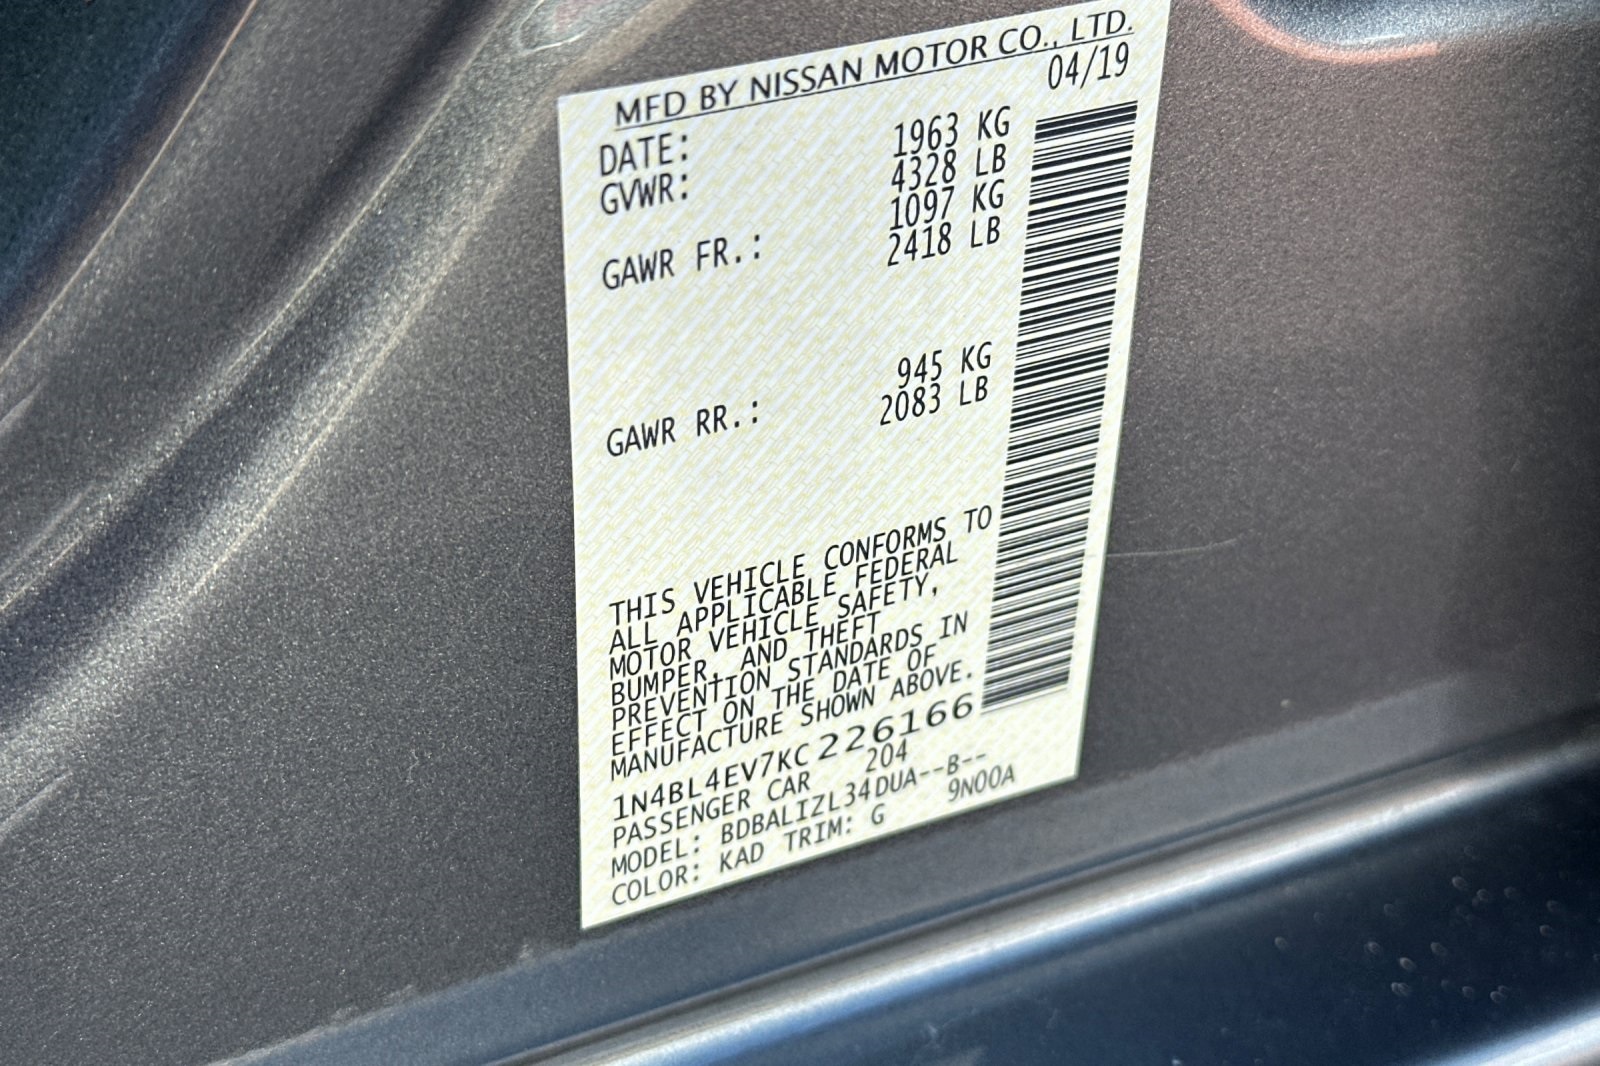 MFD BY NISSAN MOTOR CO., LTD.
DATE: 04/19
GVWR: 1963 KG
4328 LB
GAWR FR.: 1097 KG
2418 LB
GAWR RR.: 945 KG
2083 LB
THIS VEHICLE CONFORMS TO
ALL APPLICABLE FEDERAL
MOTOR VEHICLE SAFETY,
BUMPER, AND THEFT
PREVENTION STANDARDS IN
EFFECT ON THE DATE OF
MANUFACTURE SHOWN ABOVE.
1N4BL4EV7KC226166
PASSENGER CAR 204
MODEL: BDBALIZL34DUA--B--
COLOR: KAD TRIM: G 9N00A